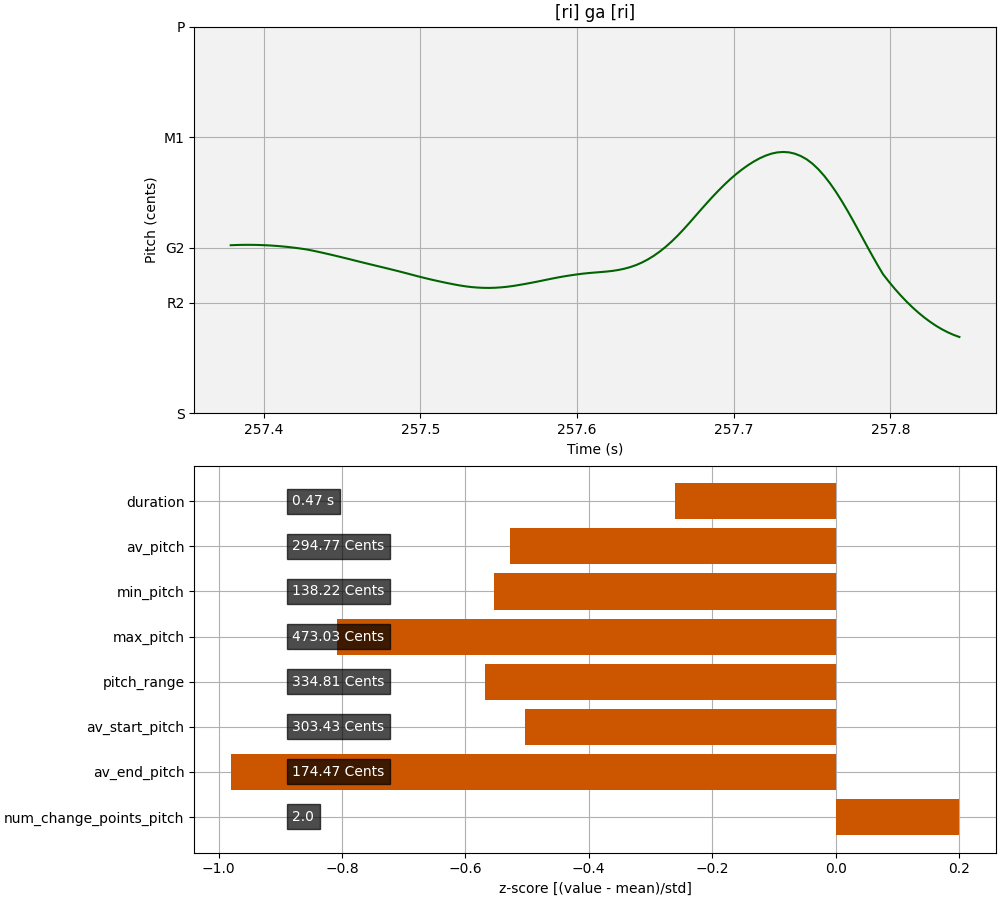 [ri] ga [ri]
P
M1
G2
R2
S
Pitch (cents)
257.4 257.5 257.6 257.7 257.8
Time (s)
duration 0.47 s
av_pitch 294.77 Cents
min_pitch 138.22 Cents
max_pitch 473.03 Cents
pitch_range 334.81 Cents
av_start_pitch 303.43 Cents
av_end_pitch 174.47 Cents
num_change_points_pitch 2.0
−1.0 −0.8 −0.6 −0.4 −0.2 0.0 0.2
z-score [(value - mean)/std]